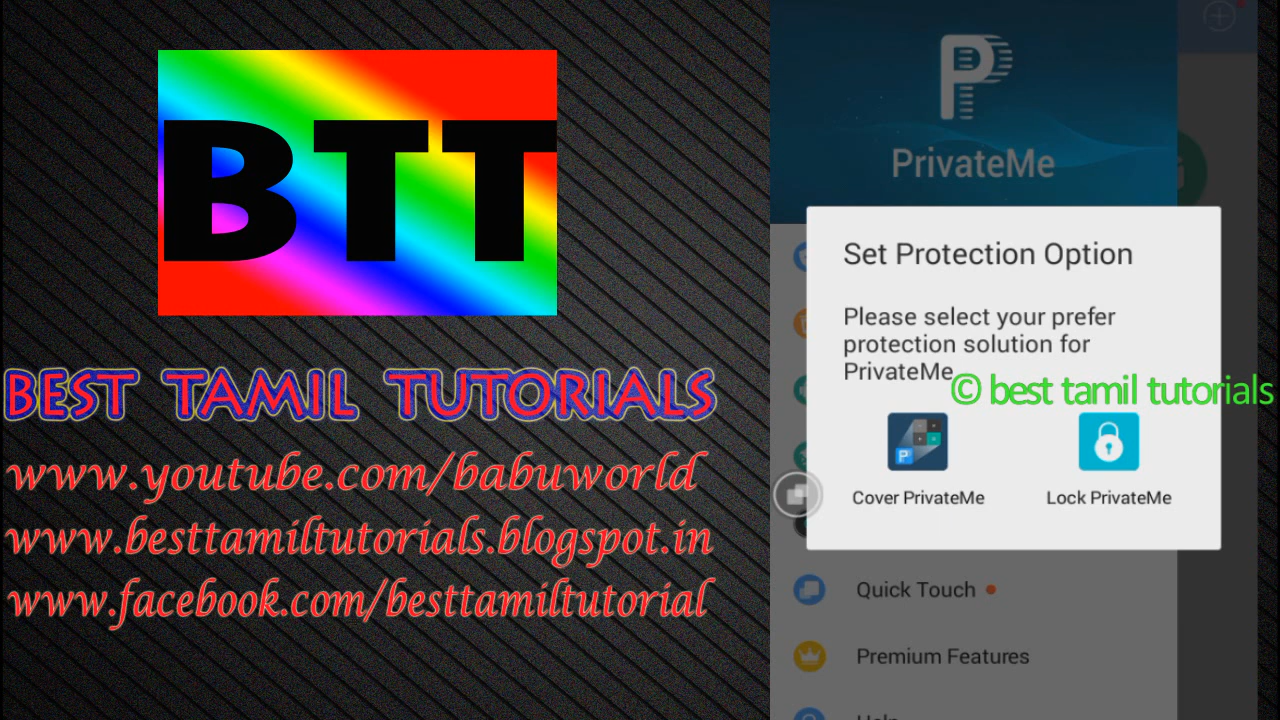 BTT
BEST TAMIL TUTORIALS
www.youtube.com/babuworld
www.besttamiltutorials.blogspot.in
www.facebook.com/besttamiltutorial
P
PrivateMe
Set Protection Option
Please select your prefer
protection solution for
PrivateMe
© best tamil tutorials
Cover PrivateMe
Lock PrivateMe
Quick Touch
Premium Features
Help